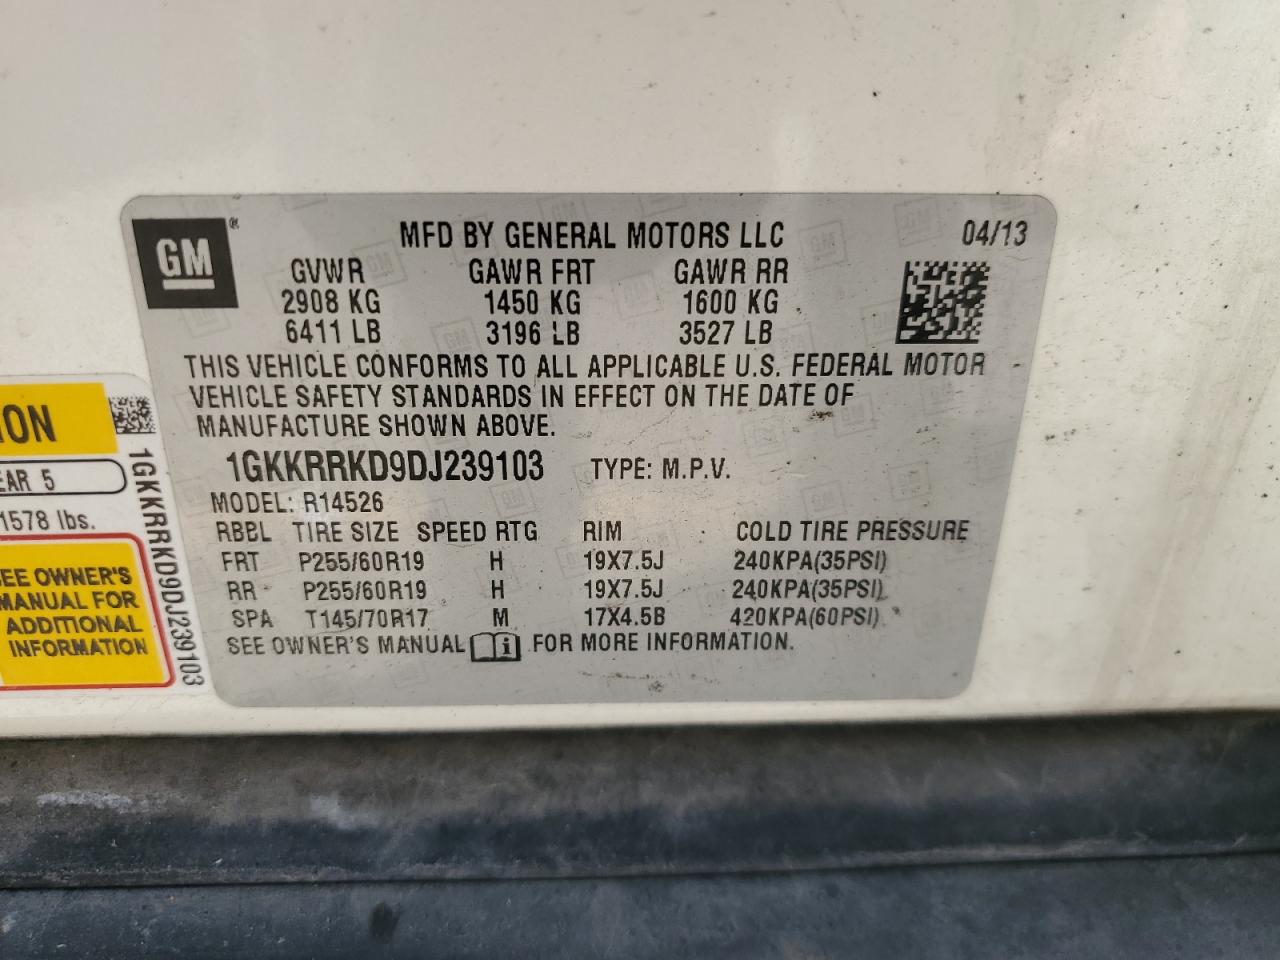 GM ®
MFD BY GENERAL MOTORS LLC 04/13
GVWR GAWR FRT GAWR RR
2908 KG 1450 KG 1600 KG
6411 LB 3196 LB 3527 LB
THIS VEHICLE CONFORMS TO ALL APPLICABLE U.S. FEDERAL MOTOR
VEHICLE SAFETY STANDARDS IN EFFECT ON THE DATE OF
MANUFACTURE SHOWN ABOVE.
1GKKRRKD9DJ239103 TYPE: M.P.V.
MODEL: R14526
RBBL TIRE SIZE SPEED RTG RIM COLD TIRE PRESSURE
FRT P255/60R19 H 19X7.5J 240KPA(35PSI)
RR P255/60R19 H 19X7.5J 240KPA(35PSI)
SPA T145/70R17 M 17X4.5B 420KPA(60PSI)
SEE OWNER'S MANUAL i FOR MORE INFORMATION.
ION
EAR 5
1578 lbs.
EE OWNER'S
MANUAL FOR
ADDITIONAL
INFORMATION
1GKKRRKD9DJ239103